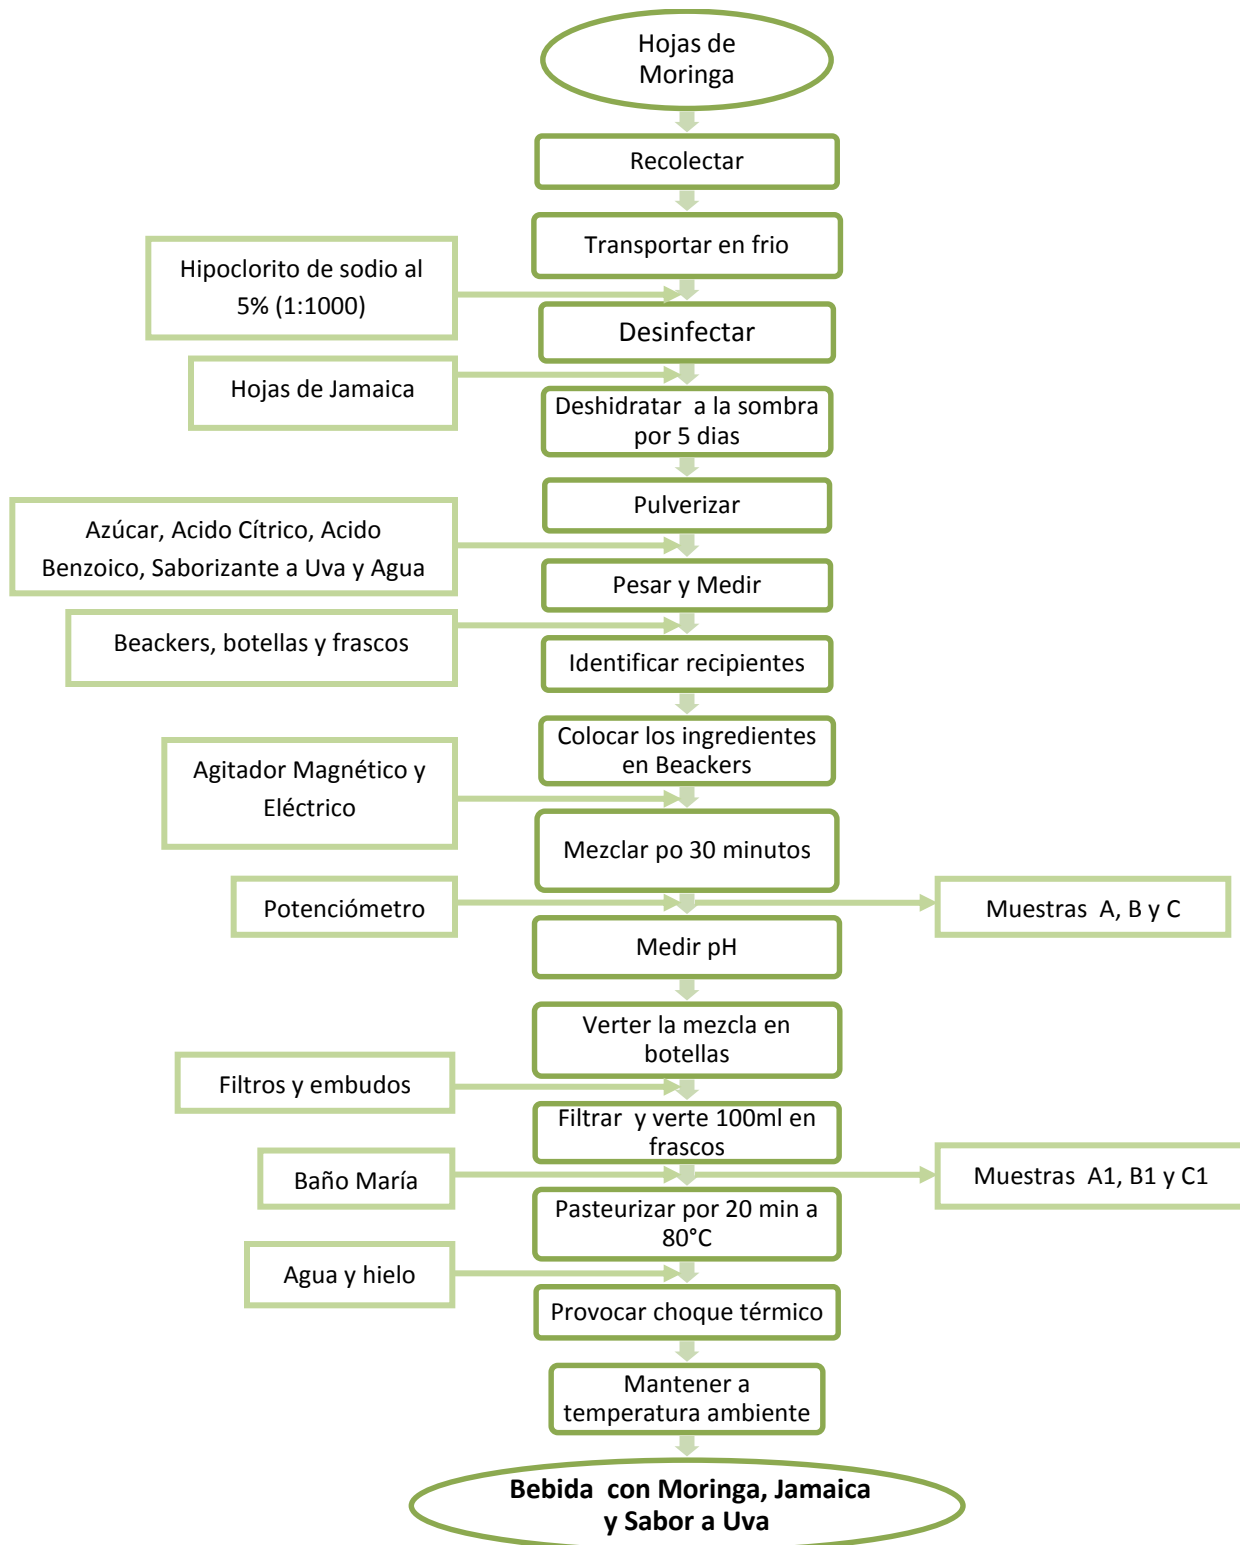 Hojas de
Moringa
Recolectar
Transportar en frio
Hipoclorito de sodio al
5% (1:1000)
Desinfectar
Hojas de Jamaica
Deshidratar a la sombra
por 5 dias
Pulverizar
Azúcar, Acido Cítrico, Acido
Benzoico, Saborizante a Uva y Agua
Pesar y Medir
Beackers, botellas y frascos
Identificar recipientes
Colocar los ingredientes
en Beackers
Agitador Magnético y
Eléctrico
Mezclar po 30 minutos
Potenciómetro
Muestras A, B y C
Medir pH
Verter la mezcla en
botellas
Filtros y embudos
Filtrar y verte 100ml en
frascos
Baño María
Muestras A1, B1 y C1
Pasteurizar por 20 min a
80°C
Agua y hielo
Provocar choque térmico
Mantener a
temperatura ambiente
Bebida con Moringa, Jamaica
y Sabor a Uva